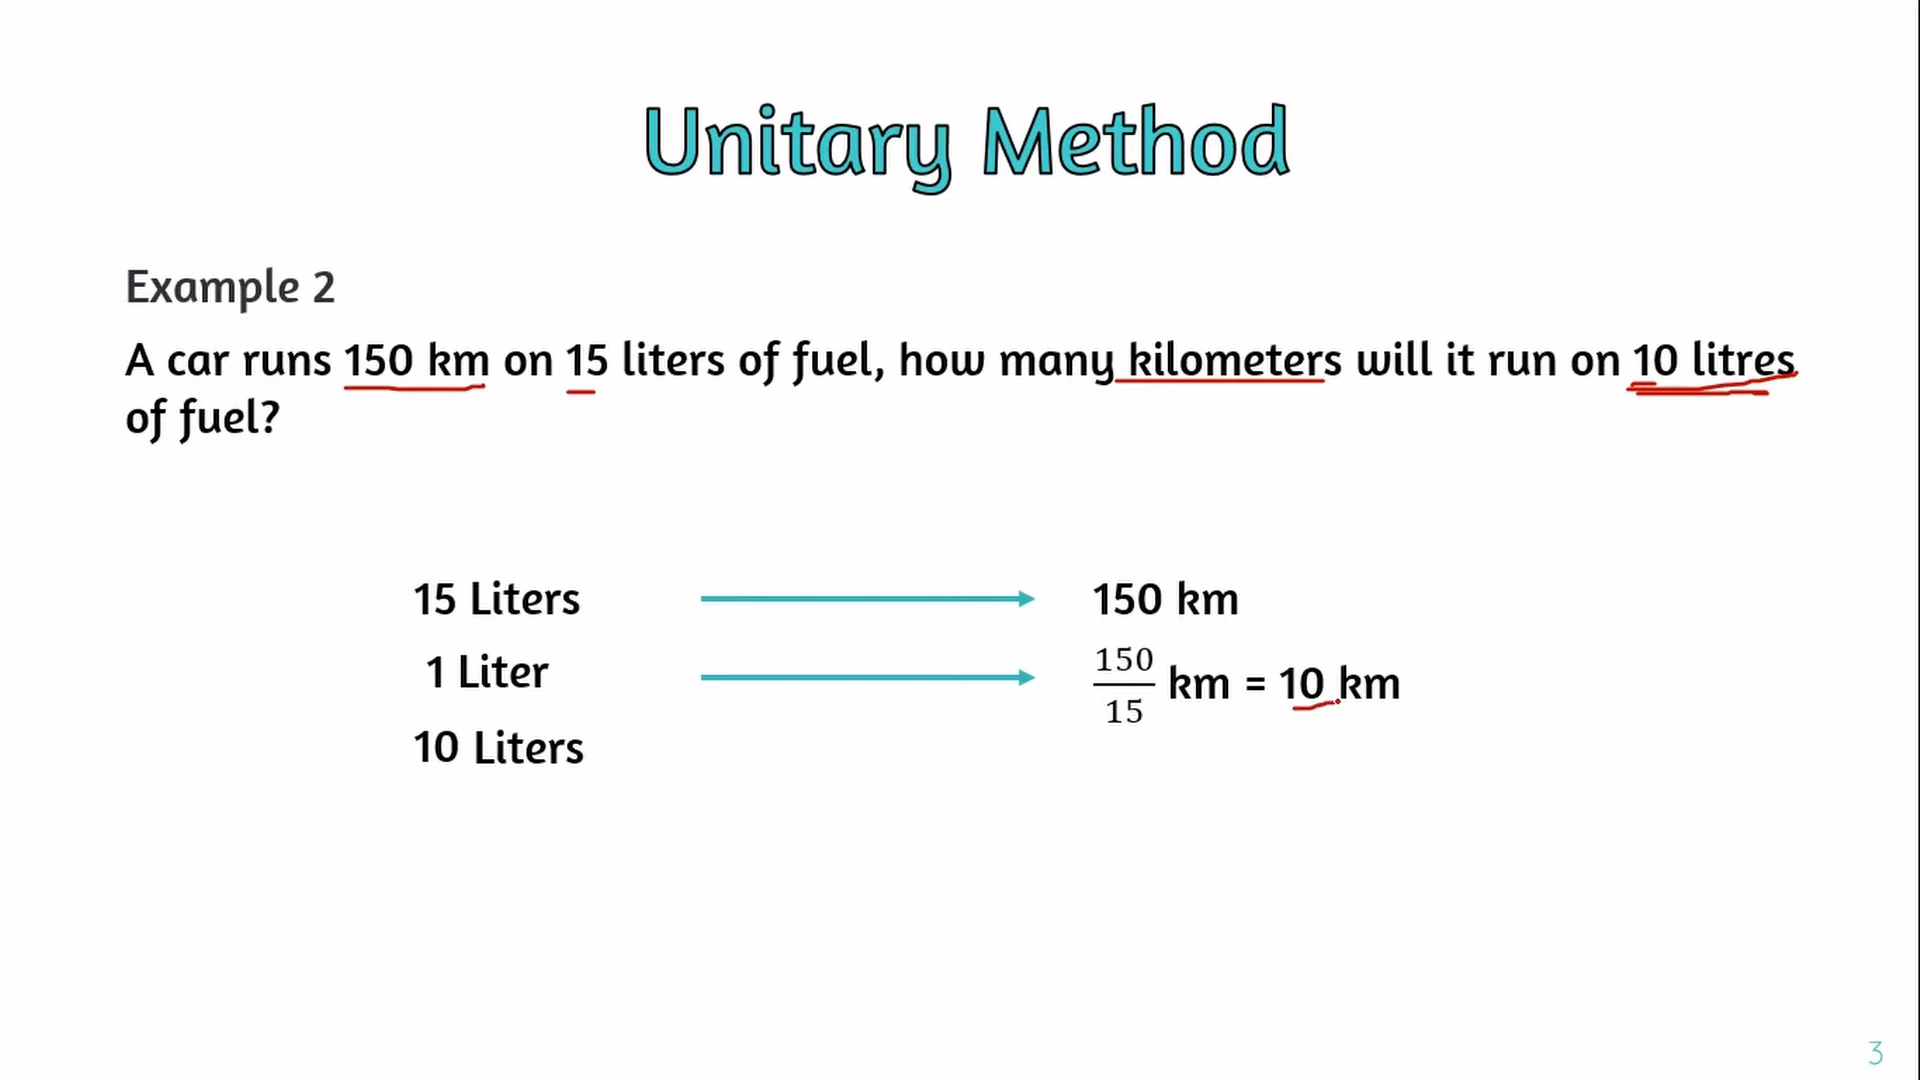 Unitary Method
Example 2
A car runs 150 km on 15 liters of fuel, how many kilometers will it run on 10 litres
of fuel?
15 Liters 150 km
1 Liter 150/15 km = 10 km
10 Liters
3